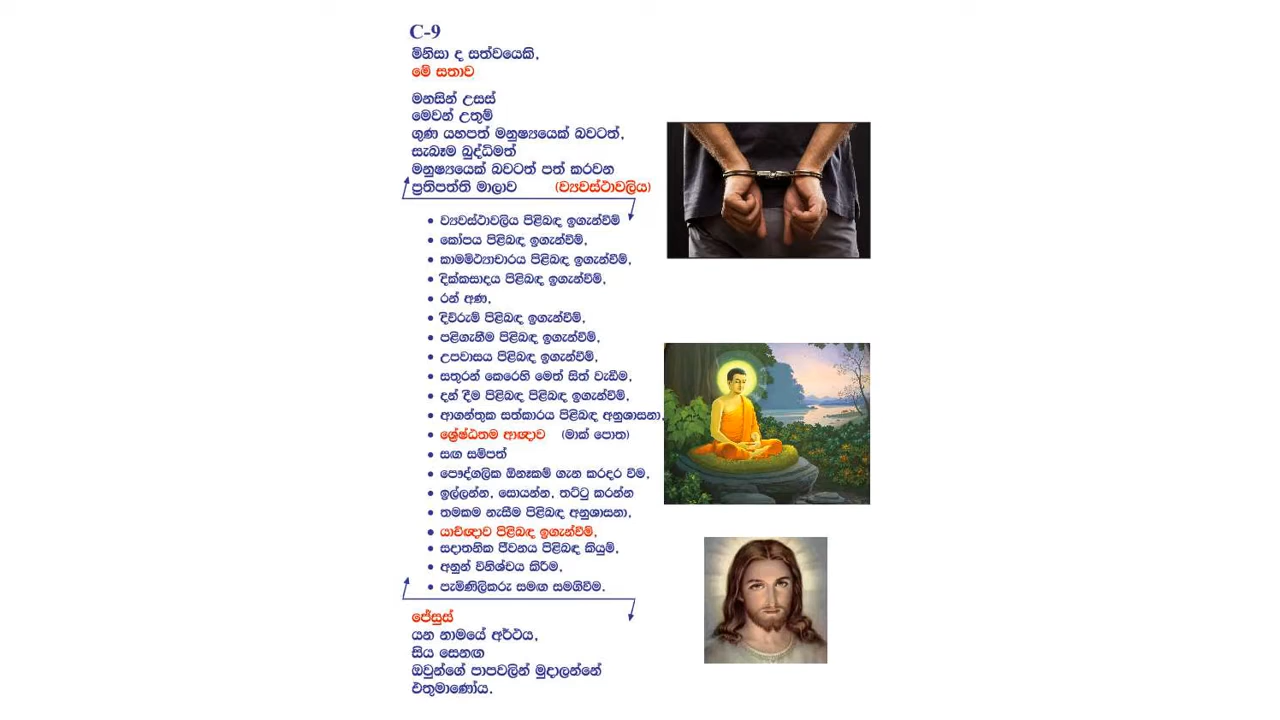 C-9
මිනිසා ද සත්වයෙකි,
මේ සතාව
මනසින් උසස්
මෙවන් උතුම්
ගුණ යහපත් මනුෂ්‍යයෙක් බවටත්,
සැබෑම බුද්ධිමත්
මනුෂ්‍යයෙක් බවටත් පත් කරවන
ප්‍රතිපත්ති මාලාව (ව්‍යවස්ථාවලිය)
• ව්‍යවස්ථාවලිය පිළිබඳ ඉගැන්වීම්
• කෝපය පිළිබඳ ඉගැන්වීම්,
• කාමමිථ්‍යාචාරය පිළිබඳ ඉගැන්වීම්,
• දික්කසාදය පිළිබඳ ඉගැන්වීම්,
• රන් අණ,
• දිවිරුම් පිළිබඳ ඉගැන්වීම්,
• පළිගැනීම පිළිබඳ ඉගැන්වීම්,
• උපවාසය පිළිබඳ ඉගැන්වීම්,
• සතුරන් කෙරෙහි මෙත් සිත් වැඩීම,
• දන් දීම පිළිබඳ පිළිබඳ ඉගැන්වීම්,
• ආගන්තුක සත්කාරය පිළිබඳ අනුශාසනා,
• ශ්‍රේෂ්ඨතම ආඥාව (මාක් පොත)
• සඟ සම්පත්
• පෞද්ගලික ඕනෑකම් ගැන කරදර වීම,
• ඉල්ලන්න, සොයන්න, තට්ටු කරන්න
• තමකම නැසීම පිළිබඳ අනුශාසනා,
• යාච්ඥාව පිළිබඳ ඉගැන්වීම්,
• සදාතනික ජීවනය පිළිබඳ කියුම්,
• අනුන් විනිශ්චය කිරීම,
• පැමිණිලිකරු සමඟ සමගිවීම.
ජේසුස්
යන නාමයේ අර්ථය,
සිය සෙනඟ
ඔවුන්ගේ පාපවලින් මුදාලන්නේ
එතුමාණෝය.